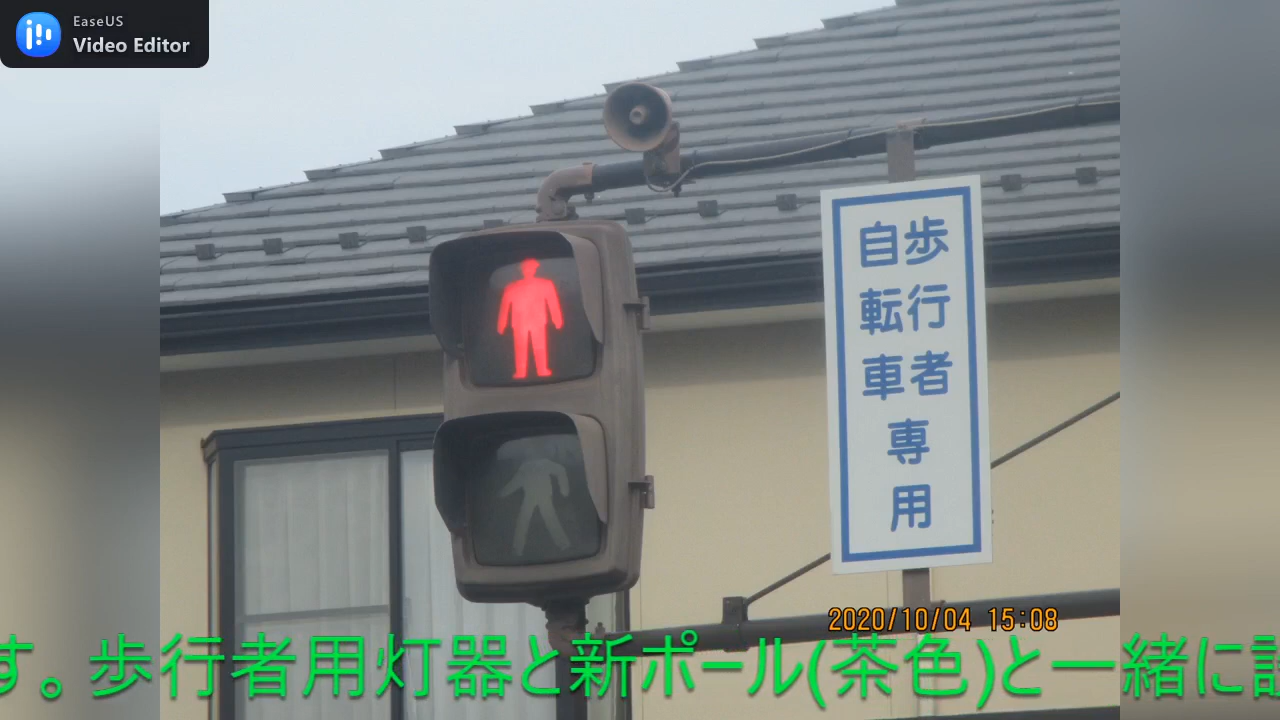 EaseUS
Video Editor
歩行者
自転車
専用
2020/10/04 15:08
す。歩行者用灯器と新ポール(茶色)と一緒に